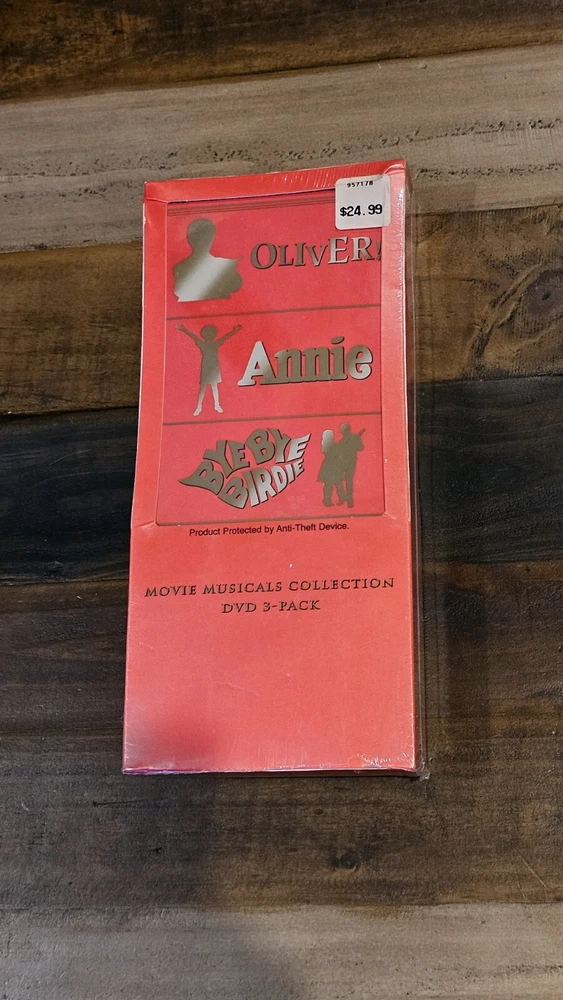 957178
$24.99
OLIVER!
Annie
BYE BYE
BIRDIE
Product Protected by Anti-Theft Device.
MOVIE MUSICALS COLLECTION
DVD 3-PACK